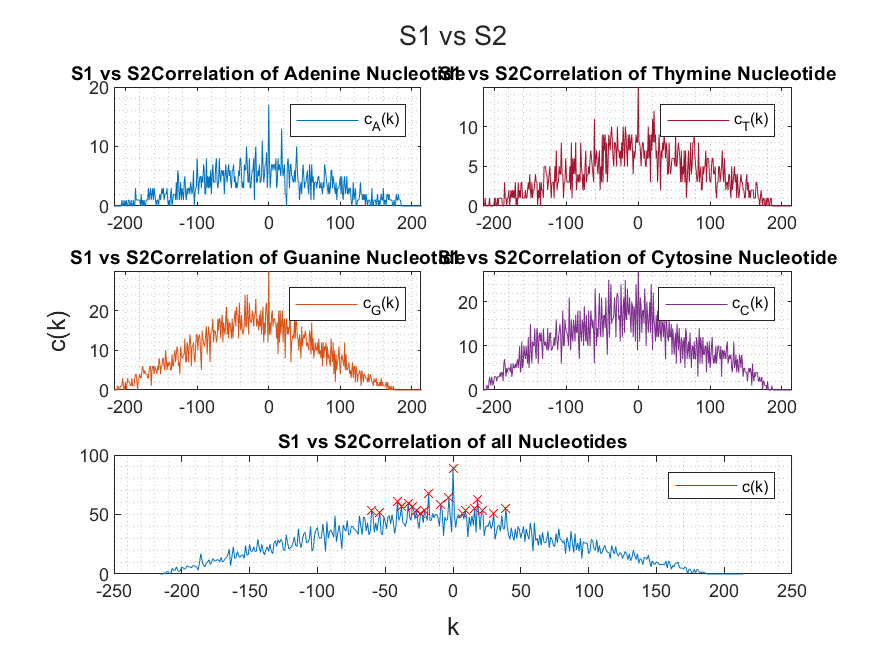 S1 vs S2
S1 vs S2Correlation of Adenine Nucleotide
20
10
0
-200 -100 0 100 200
c_A(k)
S1 vs S2Correlation of Thymine Nucleotide
10
5
0
-200 -100 0 100 200
c_T(k)
S1 vs S2Correlation of Guanine Nucleotide
20
10
0
-200 -100 0 100 200
c_G(k)
S1 vs S2Correlation of Cytosine Nucleotide
20
10
0
-200 -100 0 100 200
c_C(k)
c(k)
S1 vs S2Correlation of all Nucleotides
100
50
0
-250 -200 -150 -100 -50 0 50 100 150 200 250
c(k)
k